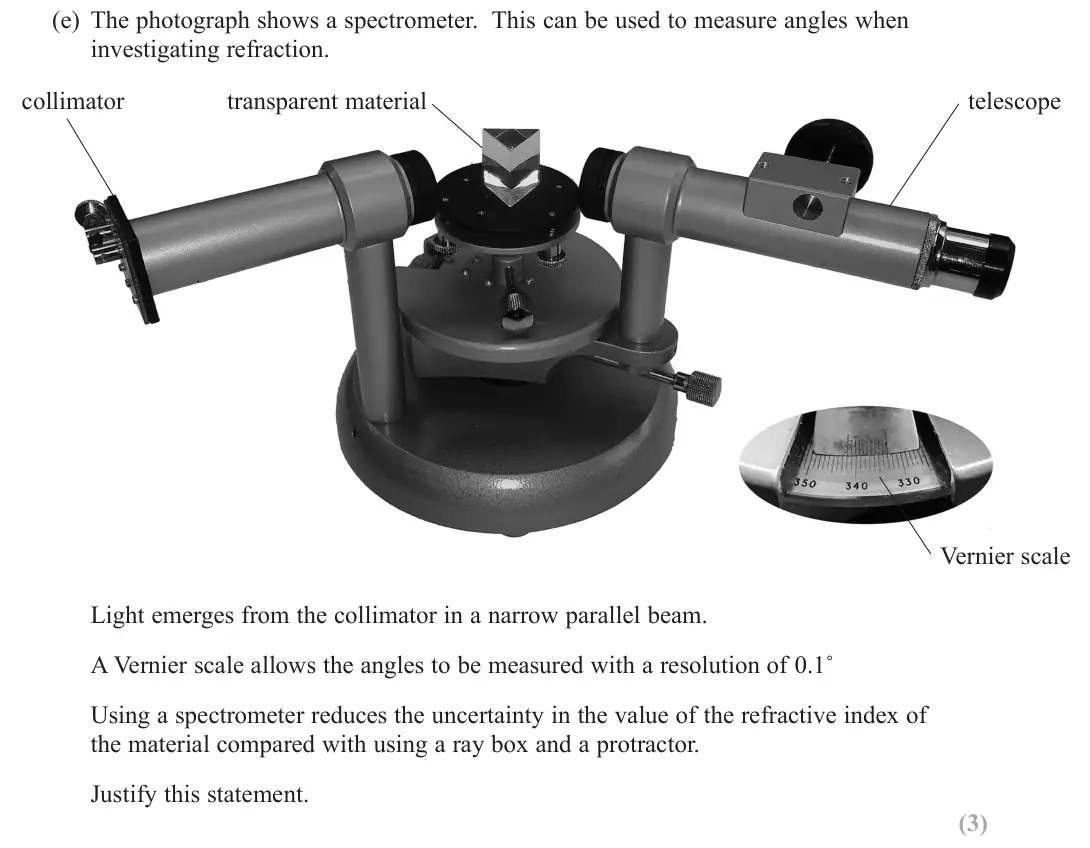 (e) The photograph shows a spectrometer. This can be used to measure angles when
investigating refraction.
collimator
transparent material
telescope
350 340 330
Vernier scale
Light emerges from the collimator in a narrow parallel beam.
A Vernier scale allows the angles to be measured with a resolution of 0.1°
Using a spectrometer reduces the uncertainty in the value of the refractive index of
the material compared with using a ray box and a protractor.
Justify this statement.
(3)